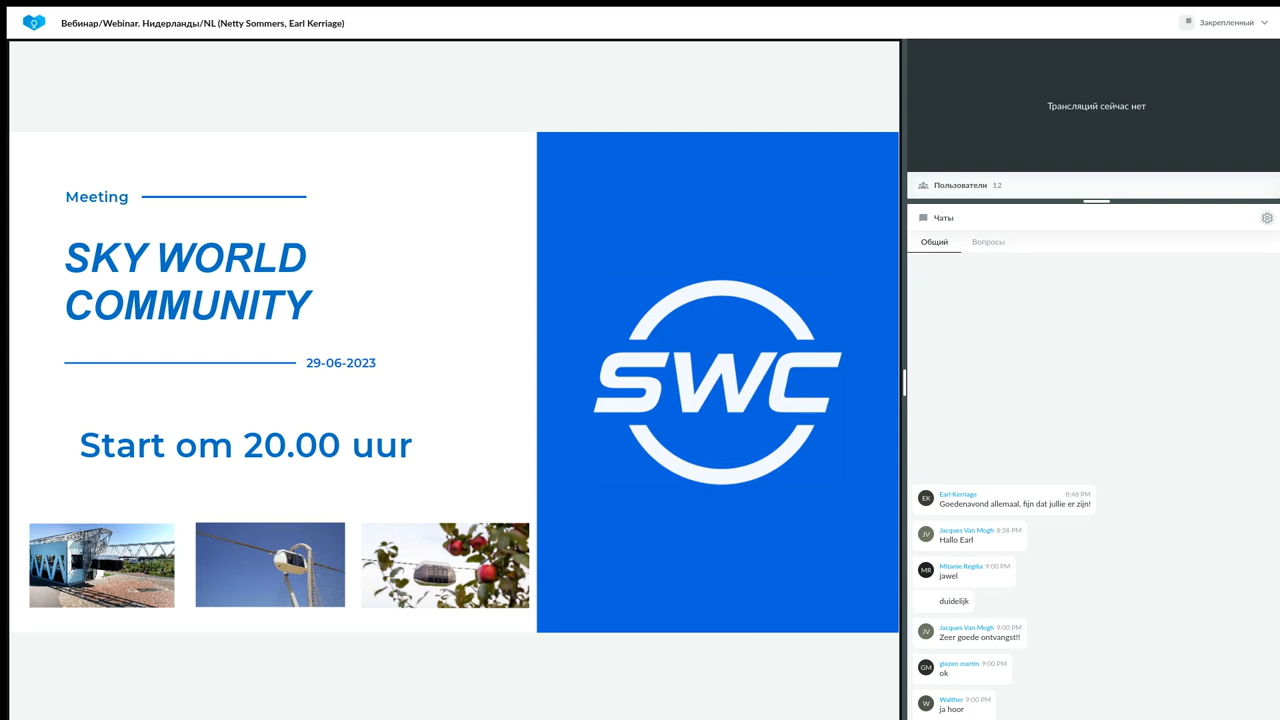 Вебинар/Webinar. Нидерланды/NL (Netty Sommers, Earl Kerriage)
Закрепленный
Meeting
SKY WORLD
COMMUNITY
29-06-2023
Start om 20.00 uur
SWC
Трансляций сейчас нет
Пользователи 12
Чаты
Общий Вопросы
EK Earl Kerriage 8:48 PM
Goedenavond allemaal, fijn dat jullie er zijn!
JV Jacques Van Mogh 8:58 PM
Hallo Earl
MR Mitanie Regilia 9:00 PM
jawel
duidelijk
JV Jacques Van Mogh 9:00 PM
Zeer goede ontvangst!!
GM giezen martin 9:00 PM
ok
W Walther 9:00 PM
ja hoor